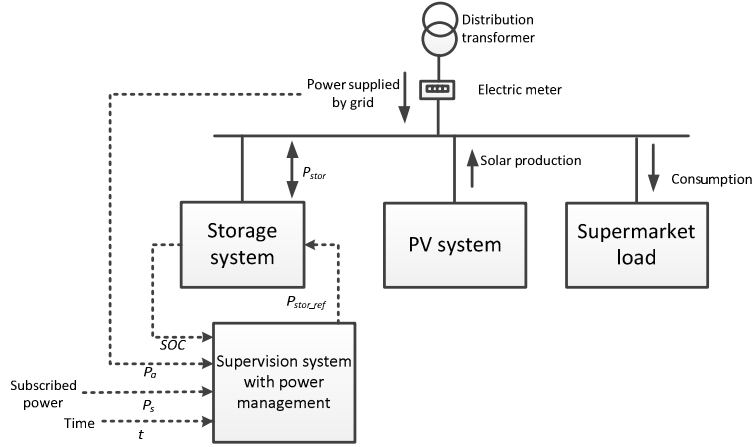 Distribution
transformer
Power supplied
by grid
Electric meter
P_stor
Solar production
Consumption
Storage
system
PV system
Supermarket
load
P_stor_ref
SOC
Supervision system
with power
management
P_a
Subscribed
power
P_s
Time
t